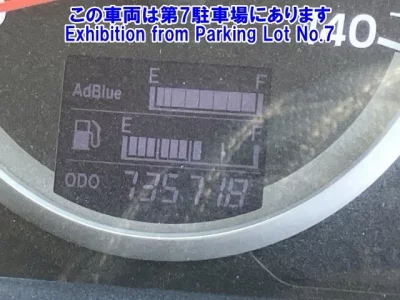 この車両は第7駐車場にあります
Exhibition from Parking Lot No.7
140
E F
AdBlue
E F
ODO 735718